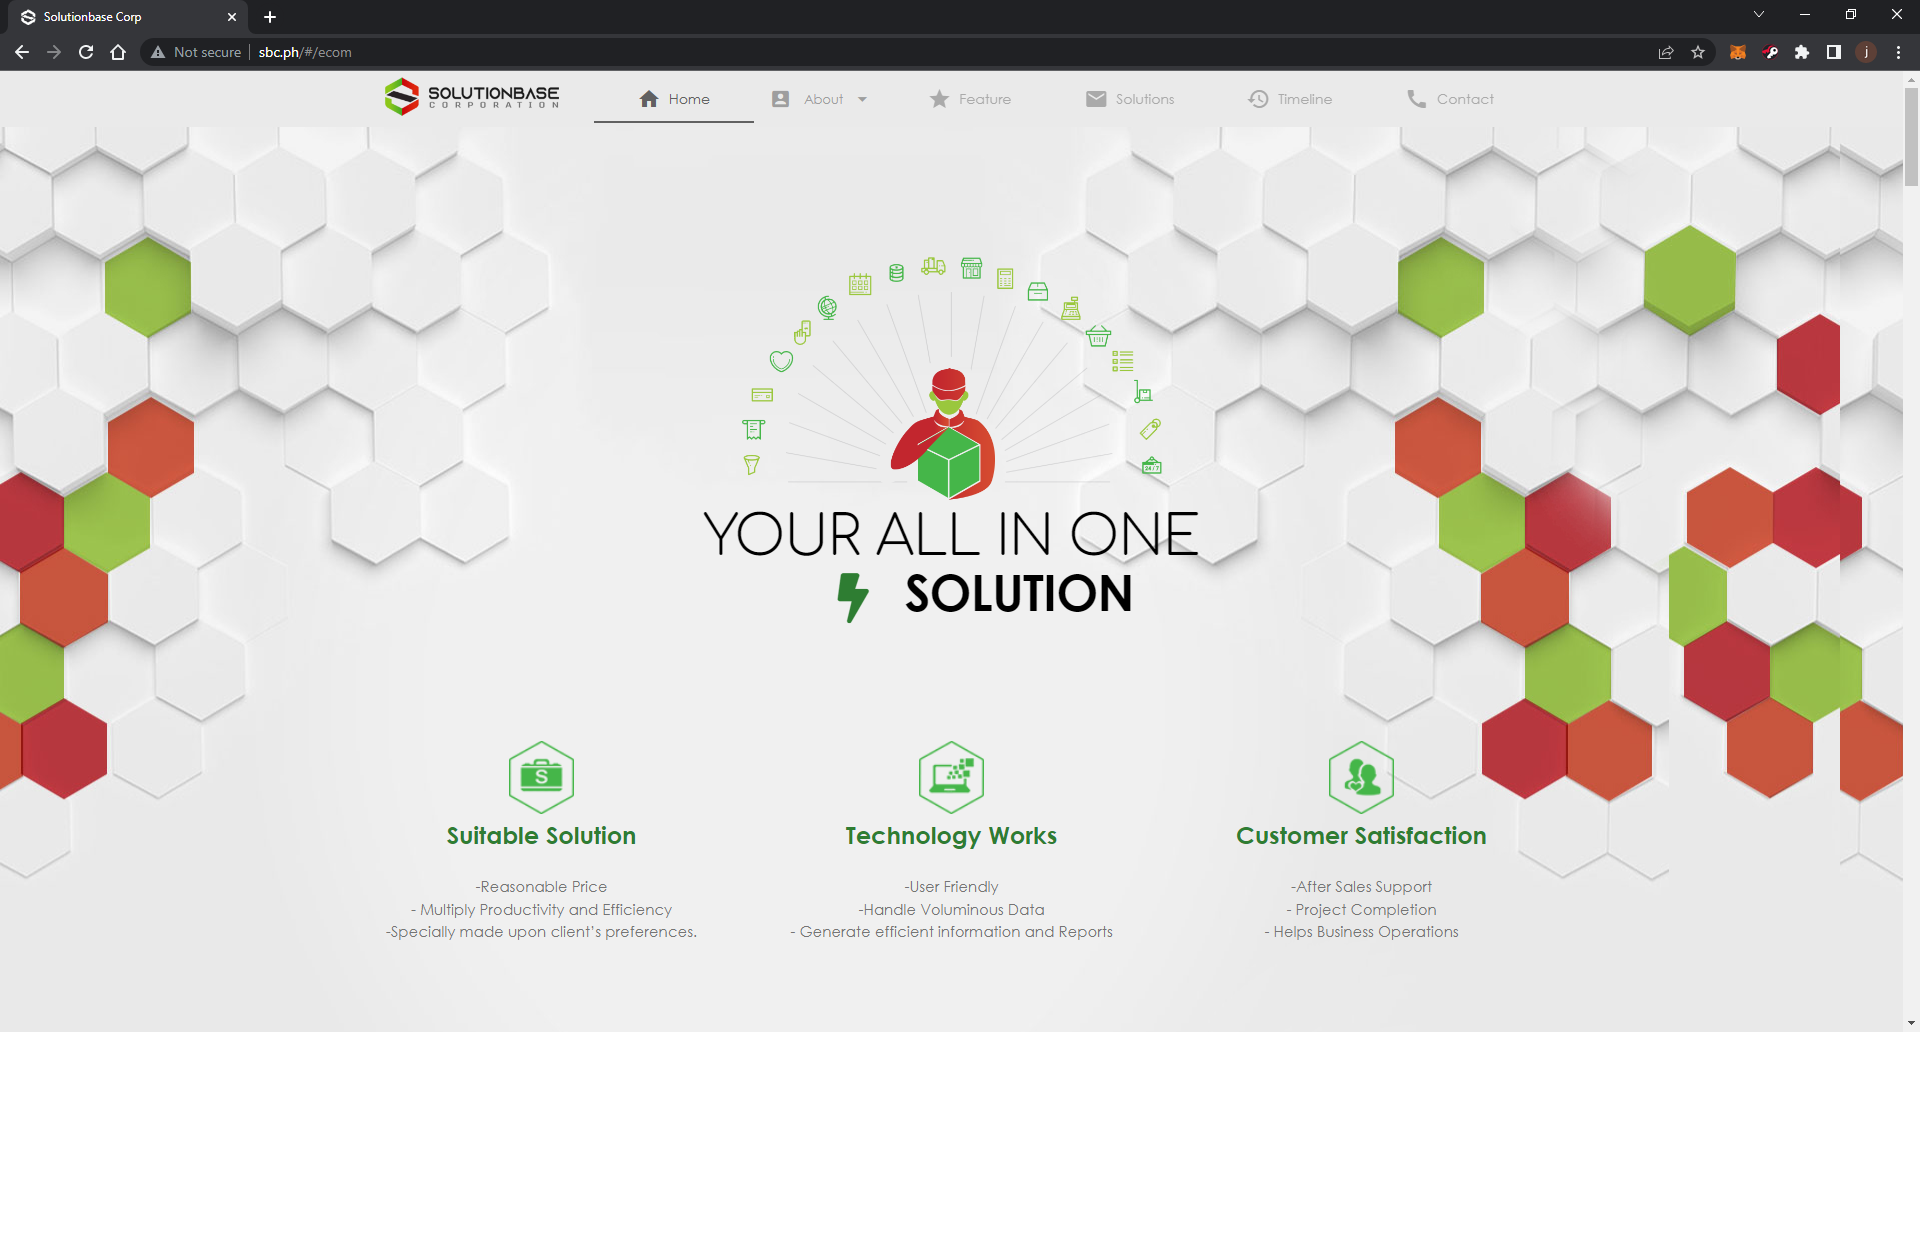 Solutionbase Corp
Not secure sbc.ph/#/ecom
j
SOLUTIONBASE
CORPORATION
Home
About
Feature
Solutions
Timeline
Contact
24 / 7
YOUR ALL IN ONE
SOLUTION
S
Suitable Solution
-Reasonable Price
- Multiply Productivity and Efficiency
-Specially made upon client’s preferences.
Technology Works
-User Friendly
-Handle Voluminous Data
- Generate efficient information and Reports
Customer Satisfaction
-After Sales Support
- Project Completion
- Helps Business Operations